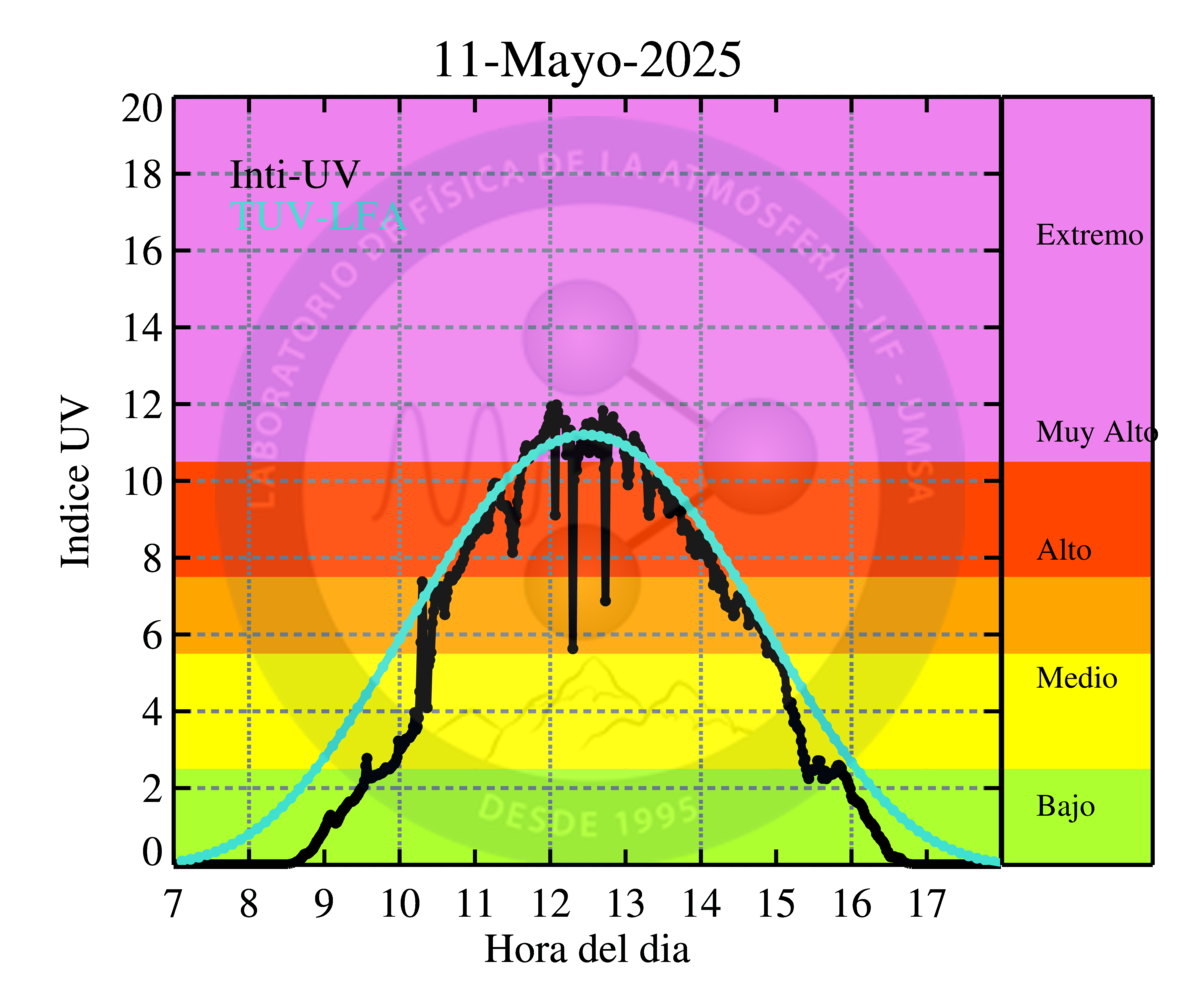 11-Mayo-2025
Indice UV
20
18
16
14
12
10
8
6
4
2
0
Inti-UV
TUV-LFA
LABORATORIO DE FÍSICA DE LA ATMÓSFERA - IIF - UMSA
DESDE 1995
Extremo
Muy Alto
Alto
Medio
Bajo
7 8 9 10 11 12 13 14 15 16 17
Hora del dia